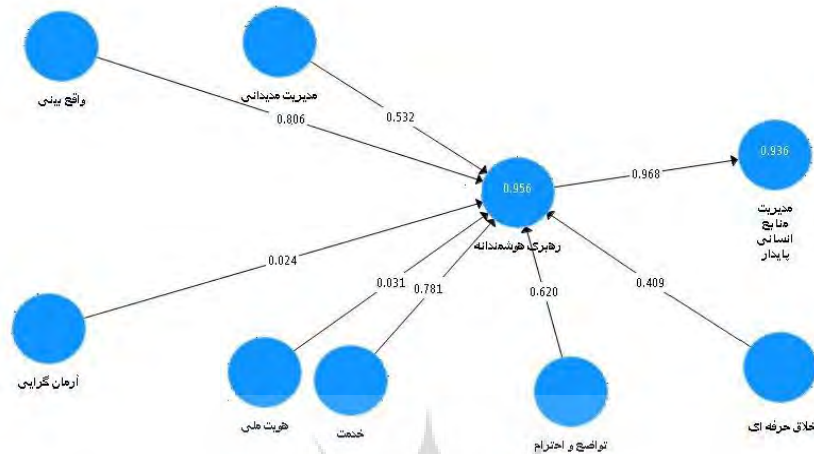 واقع بینی
مدیریت میدانی
0.806
0.532
0.956
0.968
0.936
رهبری هوشمندانه
مدیریت
منابع
انسانی
پایدار
0.024
0.031
0.781
0.620
0.409
آرمان گرایی
هویت ملی
خدمت
تواضع و احترام
خلاق حرفه ای